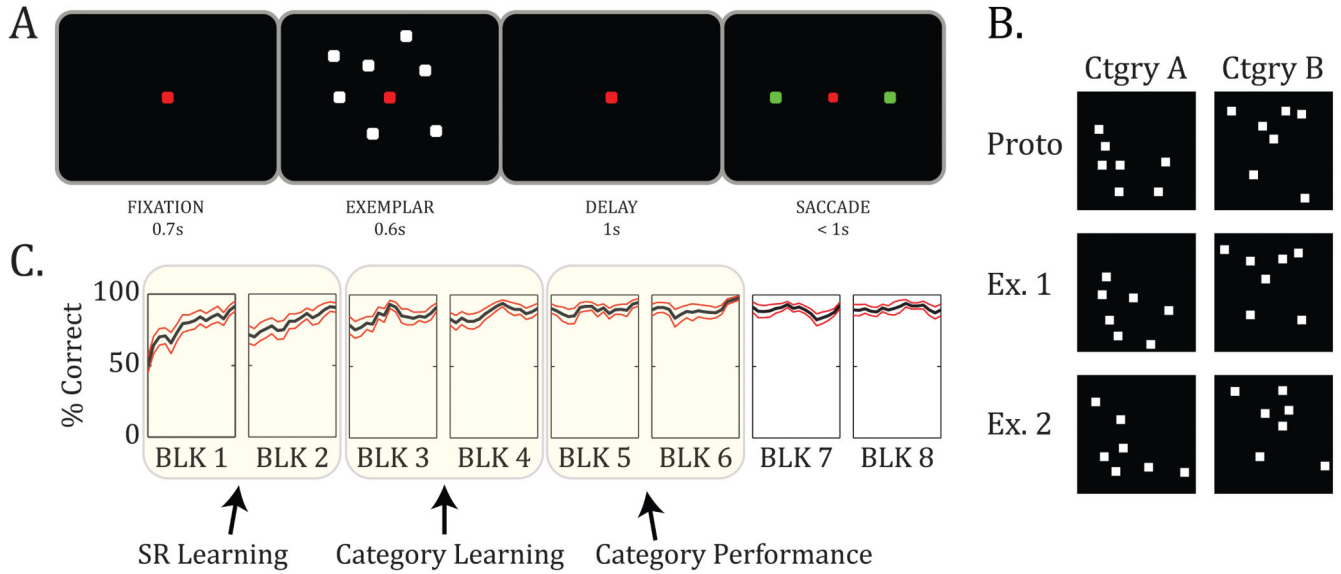 A
FIXATION
0.7s
EXEMPLAR
0.6s
DELAY
1s
SACCADE
< 1s
B.
Ctgry A Ctgry B
Proto
Ex. 1
Ex. 2
C.
% Correct
100
50
0
BLK 1 BLK 2 BLK 3 BLK 4 BLK 5 BLK 6 BLK 7 BLK 8
SR Learning Category Learning Category Performance